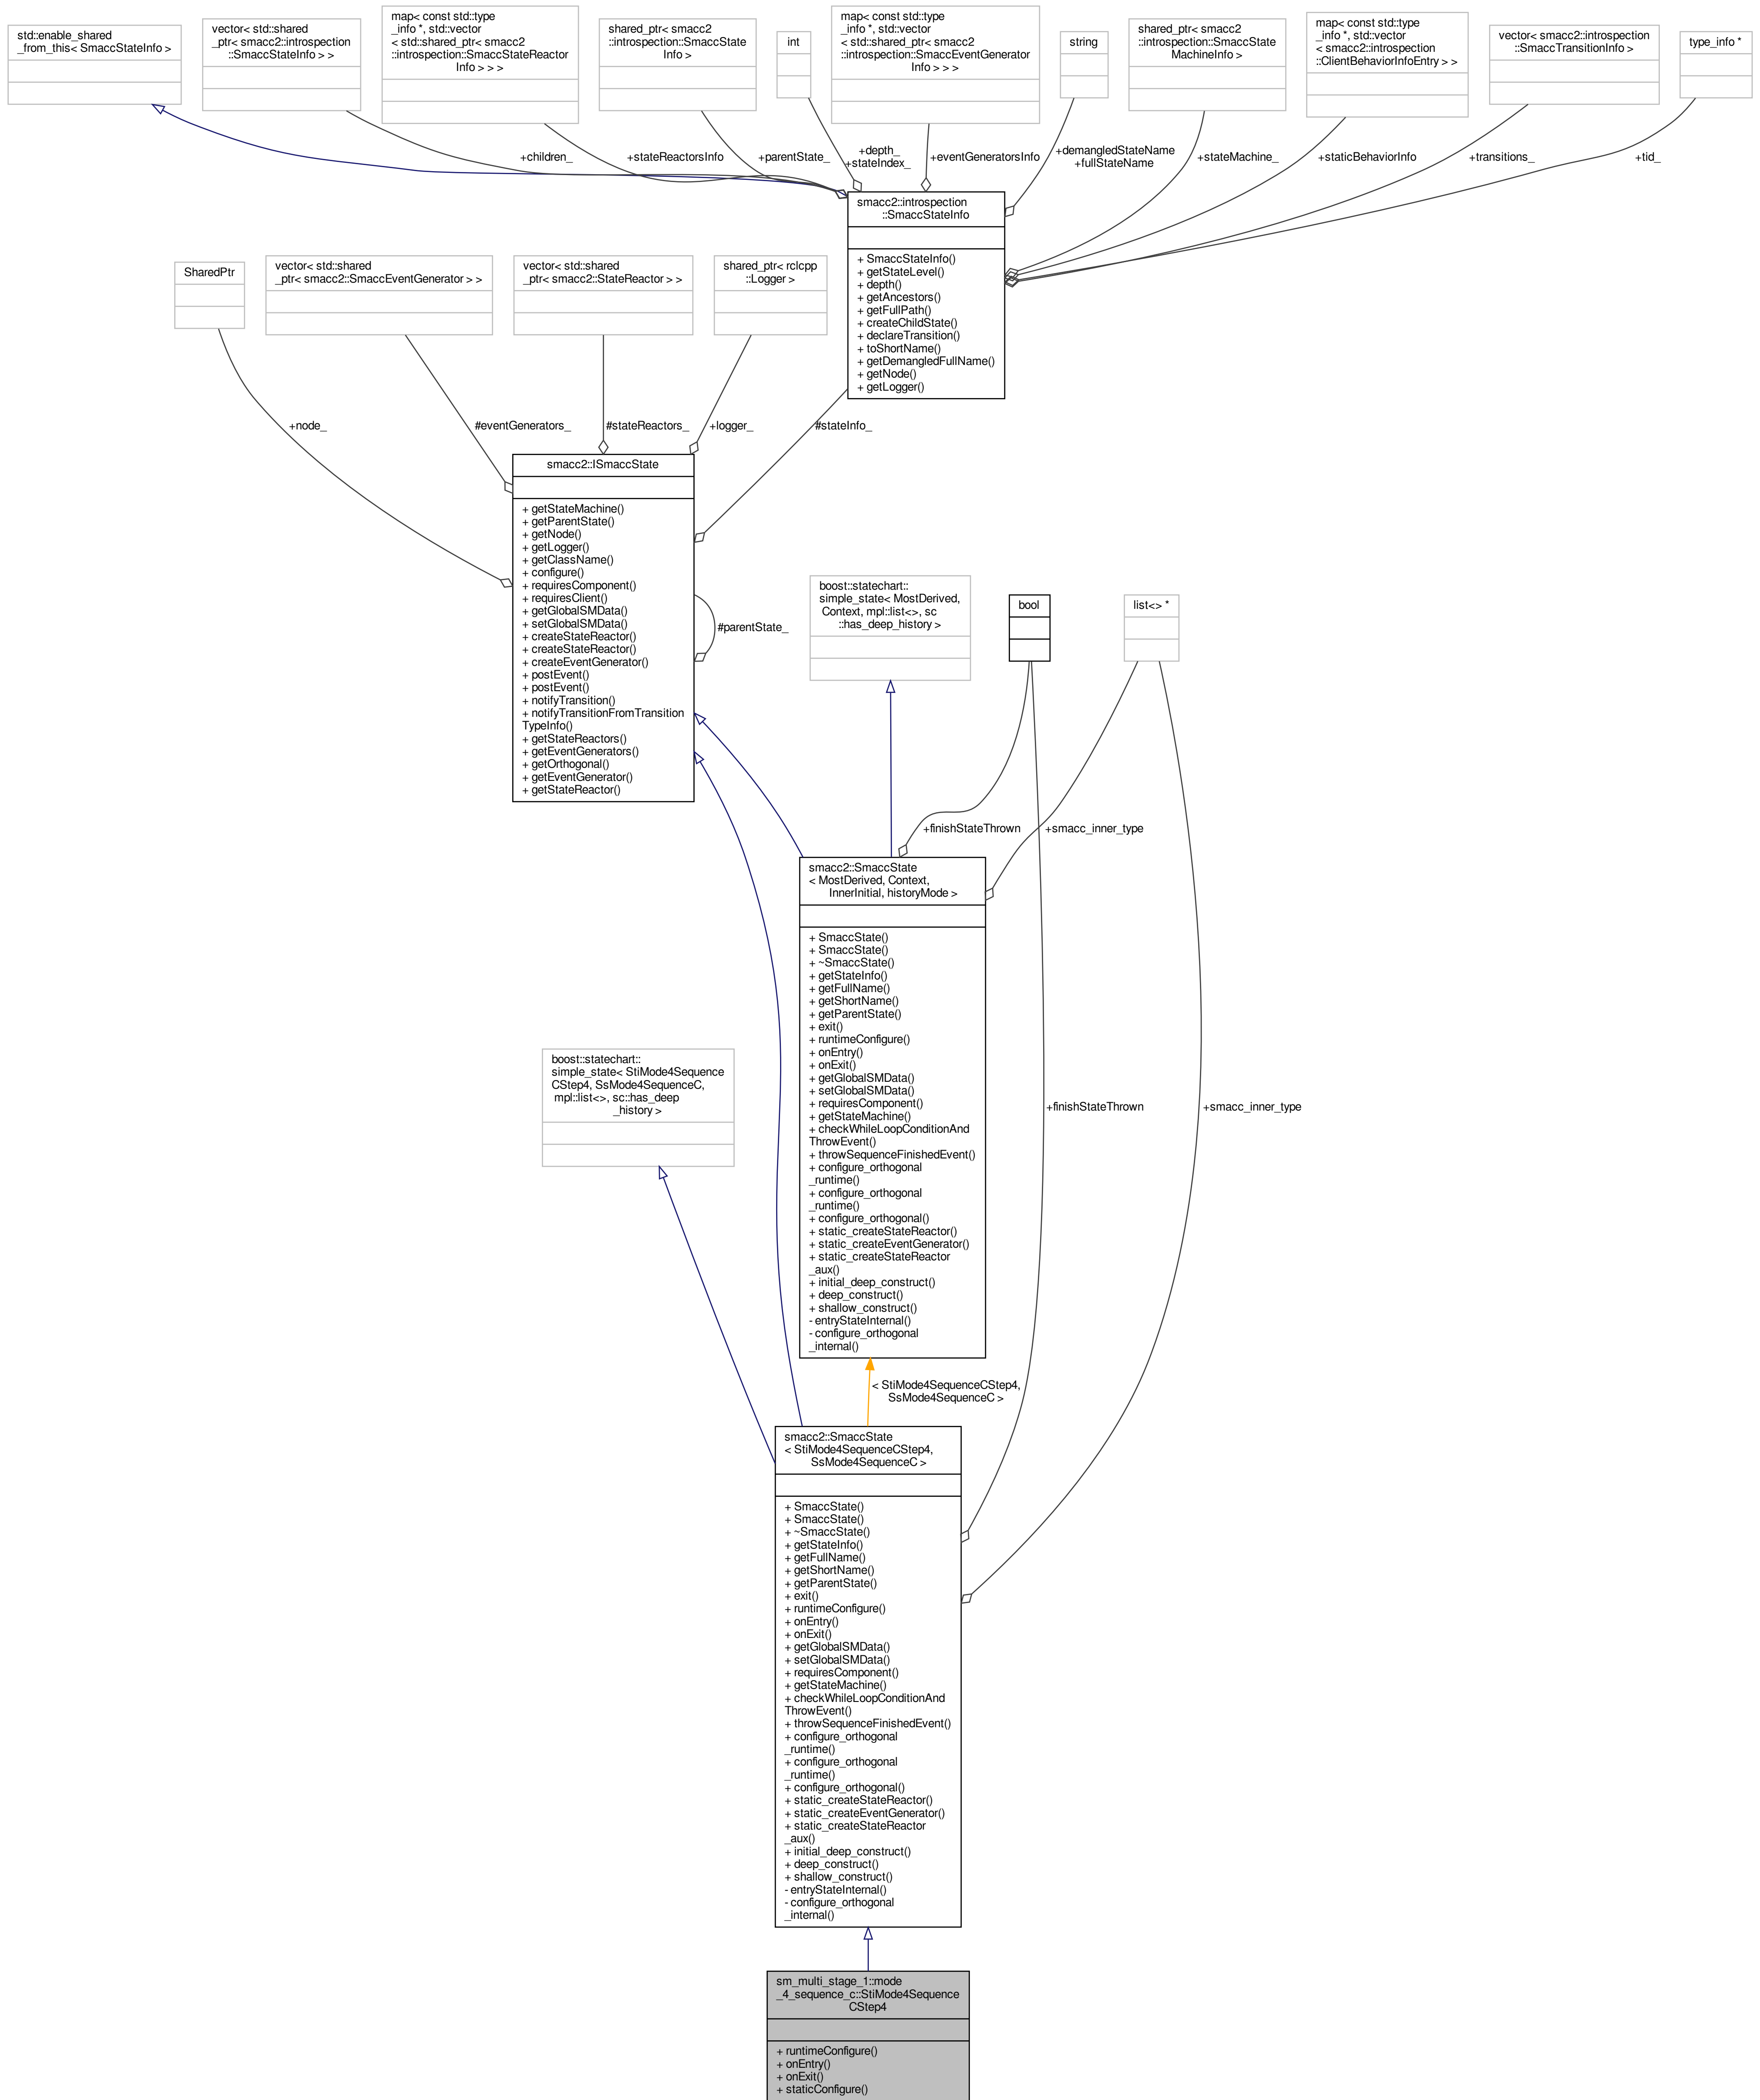 std::enable_shared
_from_this< SmaccStateInfo >
vector< std::shared
_ptr< smacc2::introspection
::SmaccStateInfo > >
map< const std::type
_info *, std::vector
< std::shared_ptr< smacc2
::introspection::SmaccStateReactor
Info > > >
shared_ptr< smacc2
::introspection::SmaccState
Info >
int
map< const std::type
_info *, std::vector
< std::shared_ptr< smacc2
::introspection::SmaccEventGenerator
Info > > >
string
shared_ptr< smacc2
::introspection::SmaccState
MachineInfo >
map< const std::type
_info *, std::vector
< smacc2::introspection
::ClientBehaviorInfoEntry > >
vector< smacc2::introspection
::SmaccTransitionInfo >
type_info *
+children_
+stateReactorsInfo
+parentState_
+depth_
+stateIndex_
+eventGeneratorsInfo
+demangledStateName
+fullStateName
+stateMachine_
+staticBehaviorInfo
+transitions_
+tid_
smacc2::introspection
::SmaccStateInfo
+ SmaccStateInfo()
+ getStateLevel()
+ depth()
+ getAncestors()
+ getFullPath()
+ createChildState()
+ declareTransition()
+ toShortName()
+ getDemangledFullName()
+ getNode()
+ getLogger()
SharedPtr
vector< std::shared
_ptr< smacc2::SmaccEventGenerator > >
vector< std::shared
_ptr< smacc2::StateReactor > >
shared_ptr< rclcpp
::Logger >
+node_
#eventGenerators_
#stateReactors_
+logger_
#stateInfo_
smacc2::ISmaccState
+ getStateMachine()
+ getParentState()
+ getNode()
+ getLogger()
+ getClassName()
+ configure()
+ requiresComponent()
+ requiresClient()
+ getGlobalSMData()
+ setGlobalSMData()
+ createStateReactor()
+ createStateReactor()
+ createEventGenerator()
+ postEvent()
+ postEvent()
+ notifyTransition()
+ notifyTransitionFromTransition
TypeInfo()
+ getStateReactors()
+ getEventGenerators()
+ getOrthogonal()
+ getEventGenerator()
+ getStateReactor()
#parentState_
boost::statechart::
simple_state< MostDerived,
Context, mpl::list<>, sc
::has_deep_history >
bool
list<> *
+finishStateThrown
+smacc_inner_type
smacc2::SmaccState
< MostDerived, Context,
InnerInitial, historyMode >
+ SmaccState()
+ SmaccState()
+ ~SmaccState()
+ getStateInfo()
+ getFullName()
+ getShortName()
+ getParentState()
+ exit()
+ runtimeConfigure()
+ onEntry()
+ onExit()
+ getGlobalSMData()
+ setGlobalSMData()
+ requiresComponent()
+ getStateMachine()
+ checkWhileLoopConditionAnd
ThrowEvent()
+ throwSequenceFinishedEvent()
+ configure_orthogonal
_runtime()
+ configure_orthogonal
_runtime()
+ configure_orthogonal()
+ static_createStateReactor()
+ static_createEventGenerator()
+ static_createStateReactor
_aux()
+ initial_deep_construct()
+ deep_construct()
+ shallow_construct()
- entryStateInternal()
- configure_orthogonal
_internal()
boost::statechart::
simple_state< StiMode4Sequence
CStep4, SsMode4SequenceC,
mpl::list<>, sc::has_deep
_history >
+finishStateThrown
+smacc_inner_type
< StiMode4SequenceCStep4,
SsMode4SequenceC >
smacc2::SmaccState
< StiMode4SequenceCStep4,
SsMode4SequenceC >
+ SmaccState()
+ SmaccState()
+ ~SmaccState()
+ getStateInfo()
+ getFullName()
+ getShortName()
+ getParentState()
+ exit()
+ runtimeConfigure()
+ onEntry()
+ onExit()
+ getGlobalSMData()
+ setGlobalSMData()
+ requiresComponent()
+ getStateMachine()
+ checkWhileLoopConditionAnd
ThrowEvent()
+ throwSequenceFinishedEvent()
+ configure_orthogonal
_runtime()
+ configure_orthogonal
_runtime()
+ configure_orthogonal()
+ static_createStateReactor()
+ static_createEventGenerator()
+ static_createStateReactor
_aux()
+ initial_deep_construct()
+ deep_construct()
+ shallow_construct()
- entryStateInternal()
- configure_orthogonal
_internal()
sm_multi_stage_1::mode
_4_sequence_c::StiMode4Sequence
CStep4
+ runtimeConfigure()
+ onEntry()
+ onExit()
+ staticConfigure()